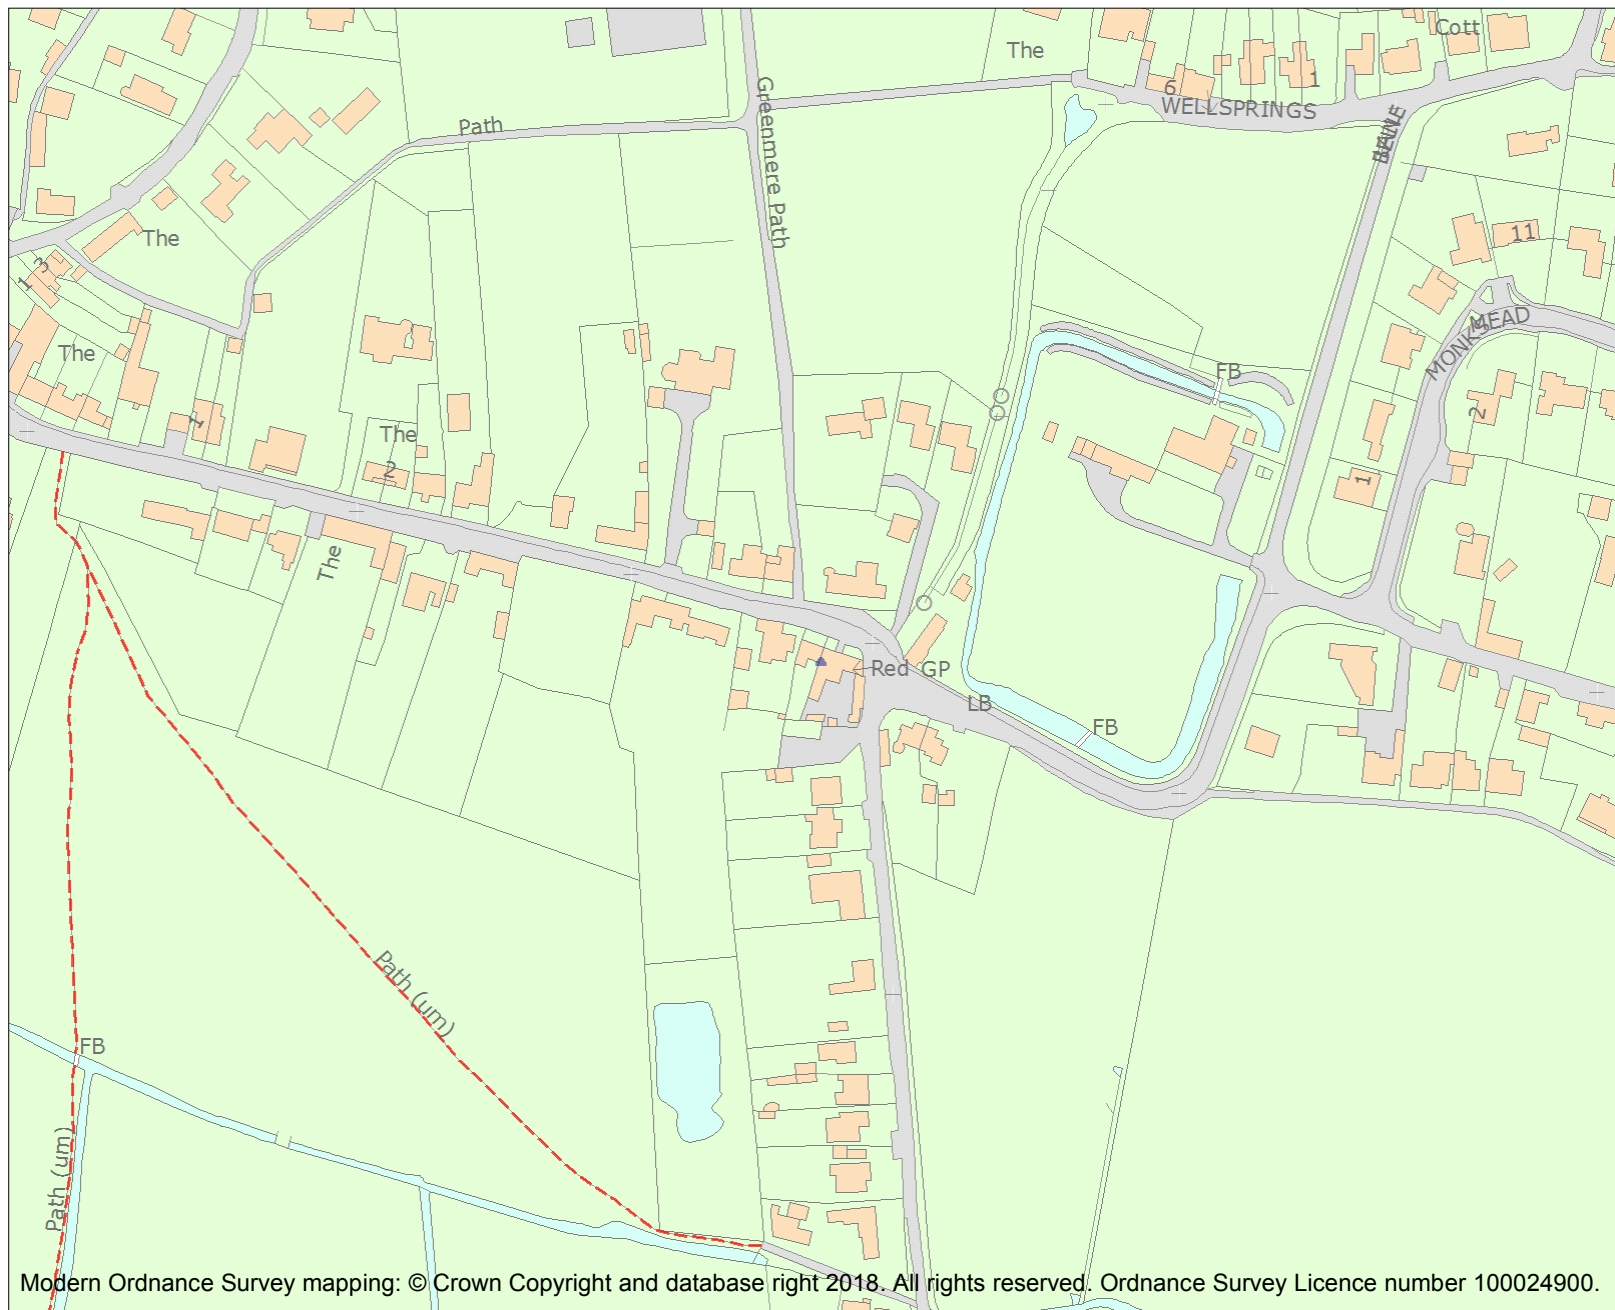 Cott
The
6
1
WELLSPRINGS
Path
Greenmere Path
LANE
The
11
3
1
MONKS
MEAD
The
FB
1
The
2
2
1
The
Red
GP
LB
FB
Path (um)
FB
Path (um)
Modern Ordnance Survey mapping: © Crown Copyright and database right 2018. All rights reserved. Ordnance Survey Licence number 100024900.